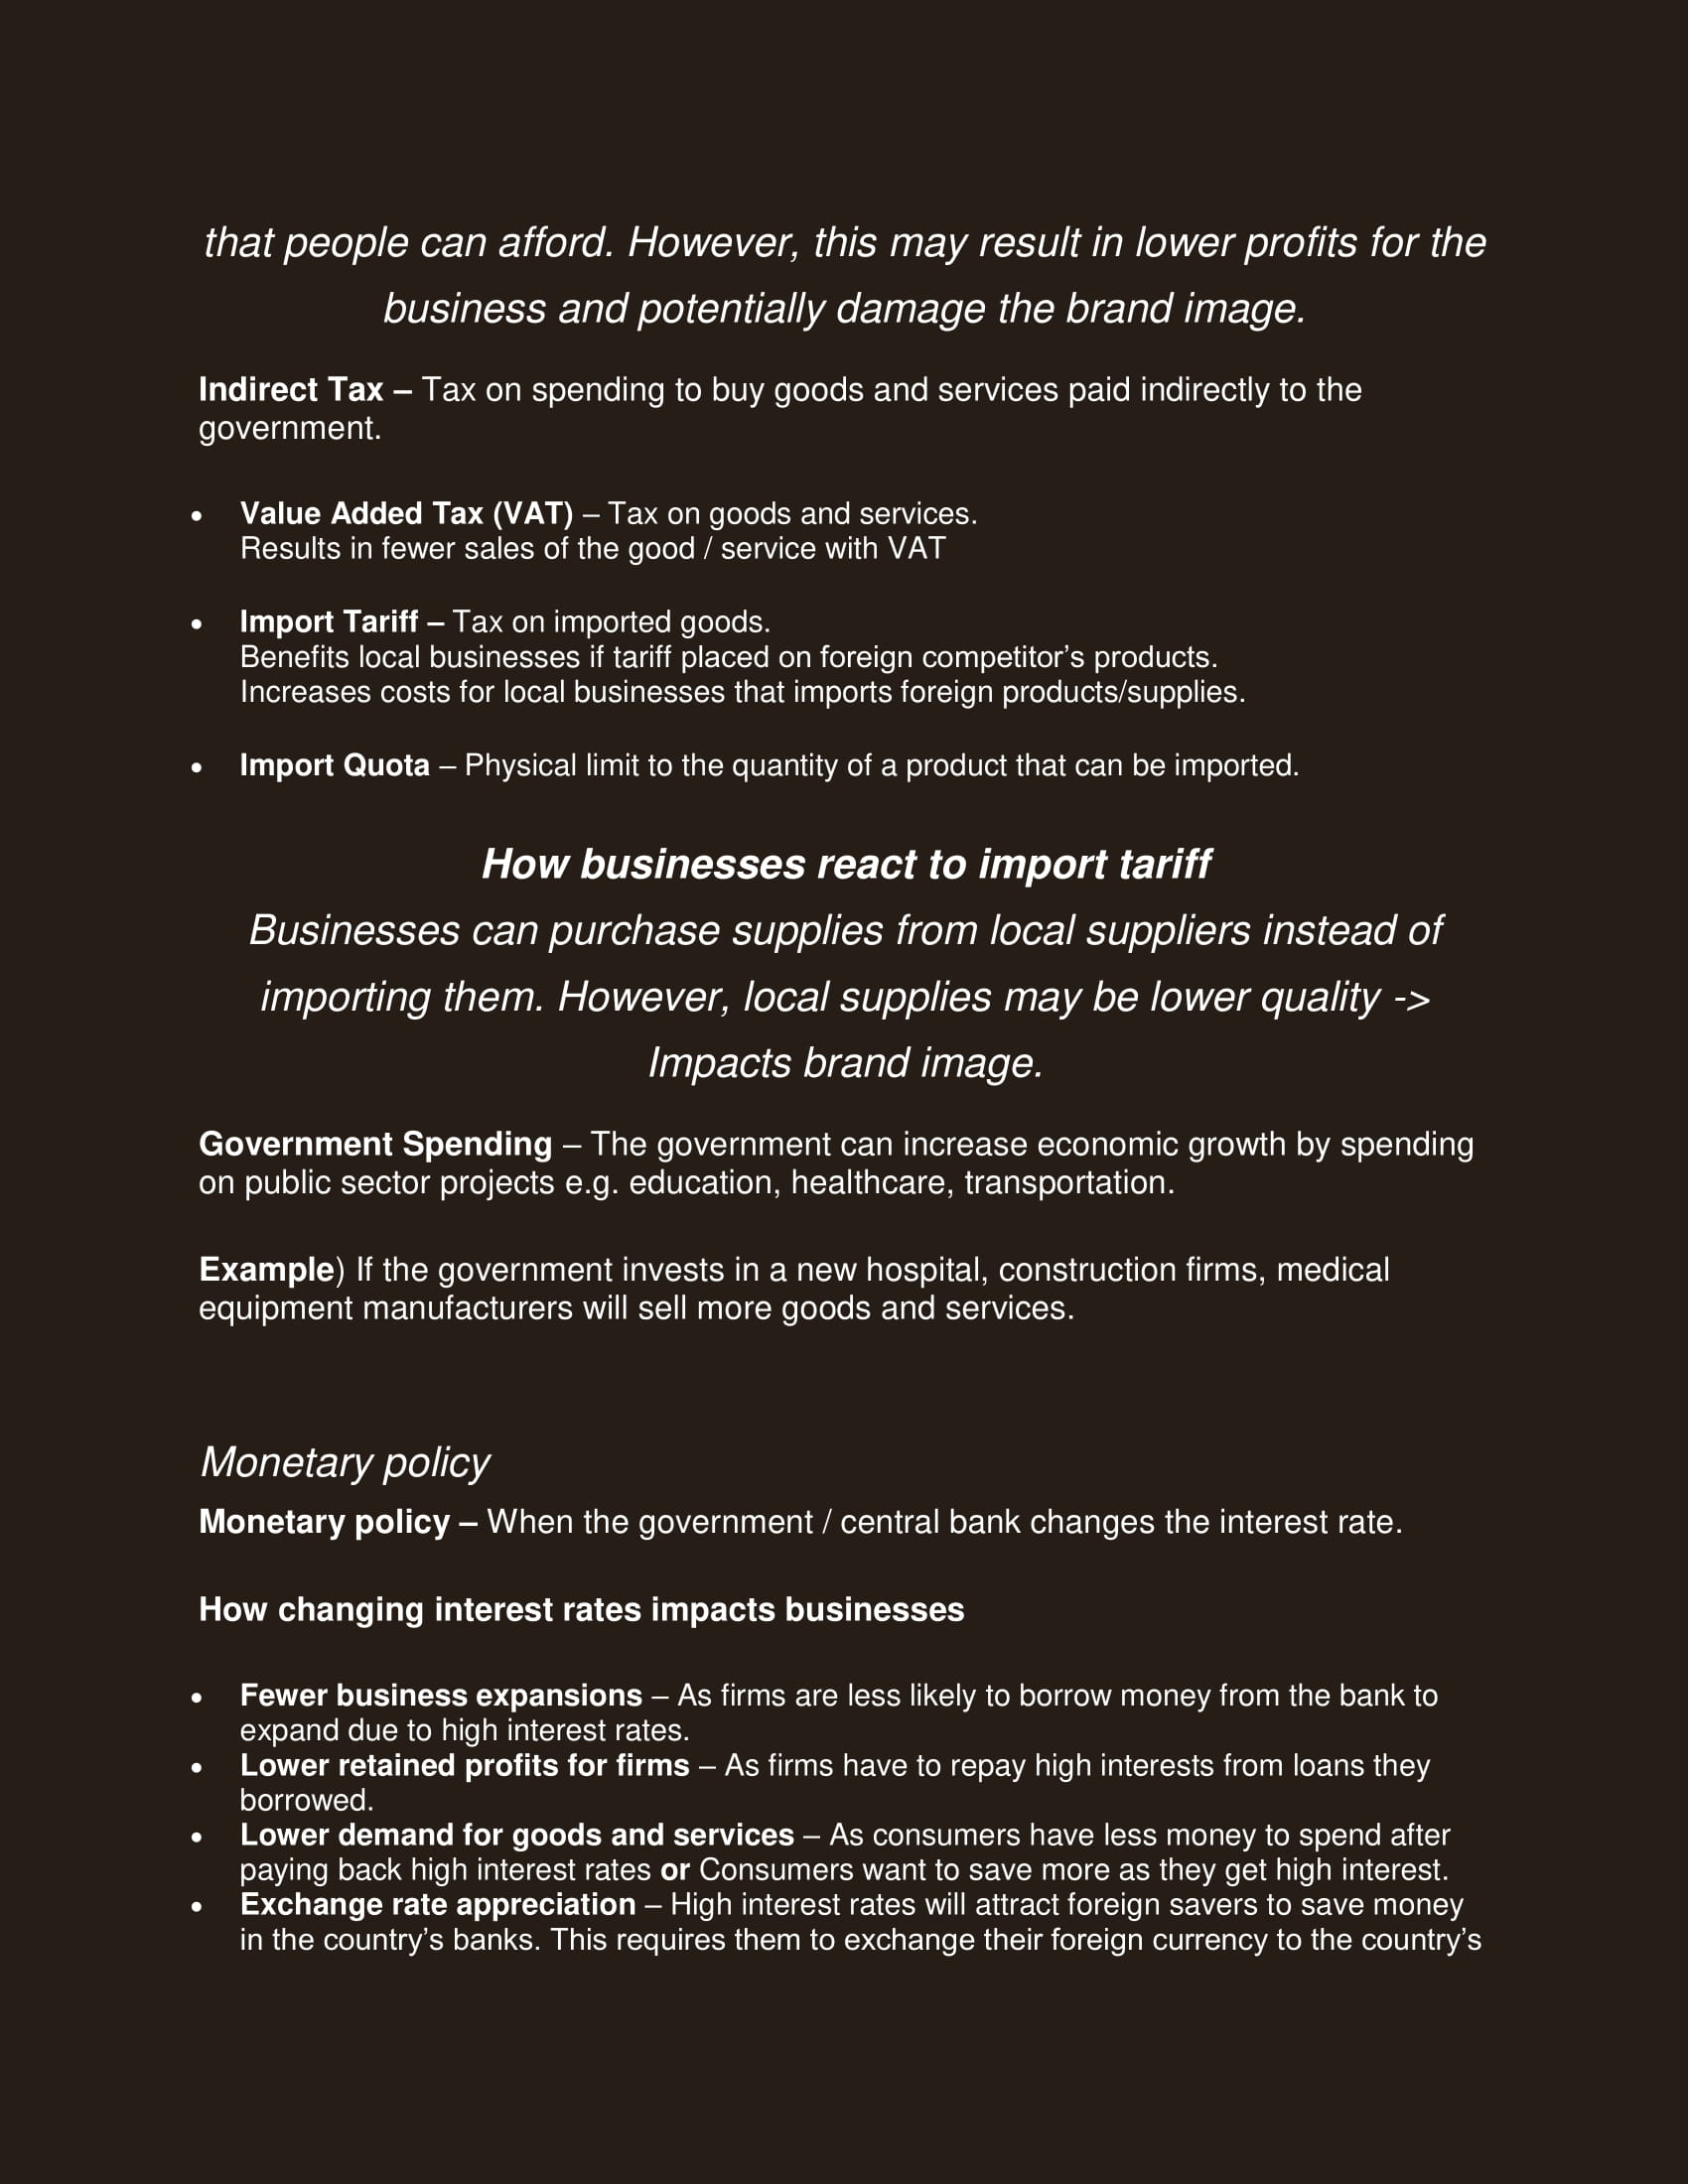 that people can afford. However, this may result in lower profits for the
business and potentially damage the brand image.
Indirect Tax – Tax on spending to buy goods and services paid indirectly to the
government.
• Value Added Tax (VAT) – Tax on goods and services.
Results in fewer sales of the good / service with VAT
• Import Tariff – Tax on imported goods.
Benefits local businesses if tariff placed on foreign competitor’s products.
Increases costs for local businesses that imports foreign products/supplies.
• Import Quota – Physical limit to the quantity of a product that can be imported.
How businesses react to import tariff
Businesses can purchase supplies from local suppliers instead of
importing them. However, local supplies may be lower quality ->
Impacts brand image.
Government Spending – The government can increase economic growth by spending
on public sector projects e.g. education, healthcare, transportation.
Example) If the government invests in a new hospital, construction firms, medical
equipment manufacturers will sell more goods and services.
Monetary policy
Monetary policy – When the government / central bank changes the interest rate.
How changing interest rates impacts businesses
• Fewer business expansions – As firms are less likely to borrow money from the bank to
expand due to high interest rates.
• Lower retained profits for firms – As firms have to repay high interests from loans they
borrowed.
• Lower demand for goods and services – As consumers have less money to spend after
paying back high interest rates or Consumers want to save more as they get high interest.
• Exchange rate appreciation – High interest rates will attract foreign savers to save money
in the country’s banks. This requires them to exchange their foreign currency to the country’s